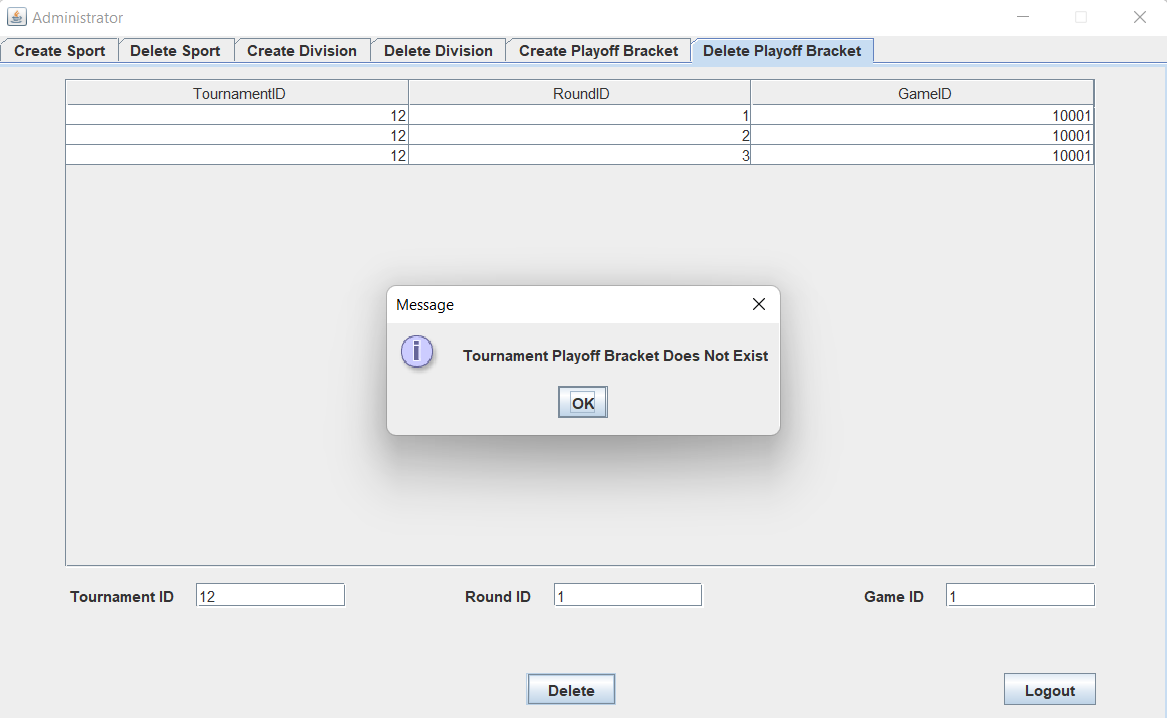 Administrator
Create Sport Delete Sport Create Division Delete Division Create Playoff Bracket Delete Playoff Bracket
TournamentID RoundID GameID
12 1 10001
12 2 10001
12 3 10001
Message
Tournament Playoff Bracket Does Not Exist
OK
Tournament ID 12 Round ID 1 Game ID 1
Delete Logout